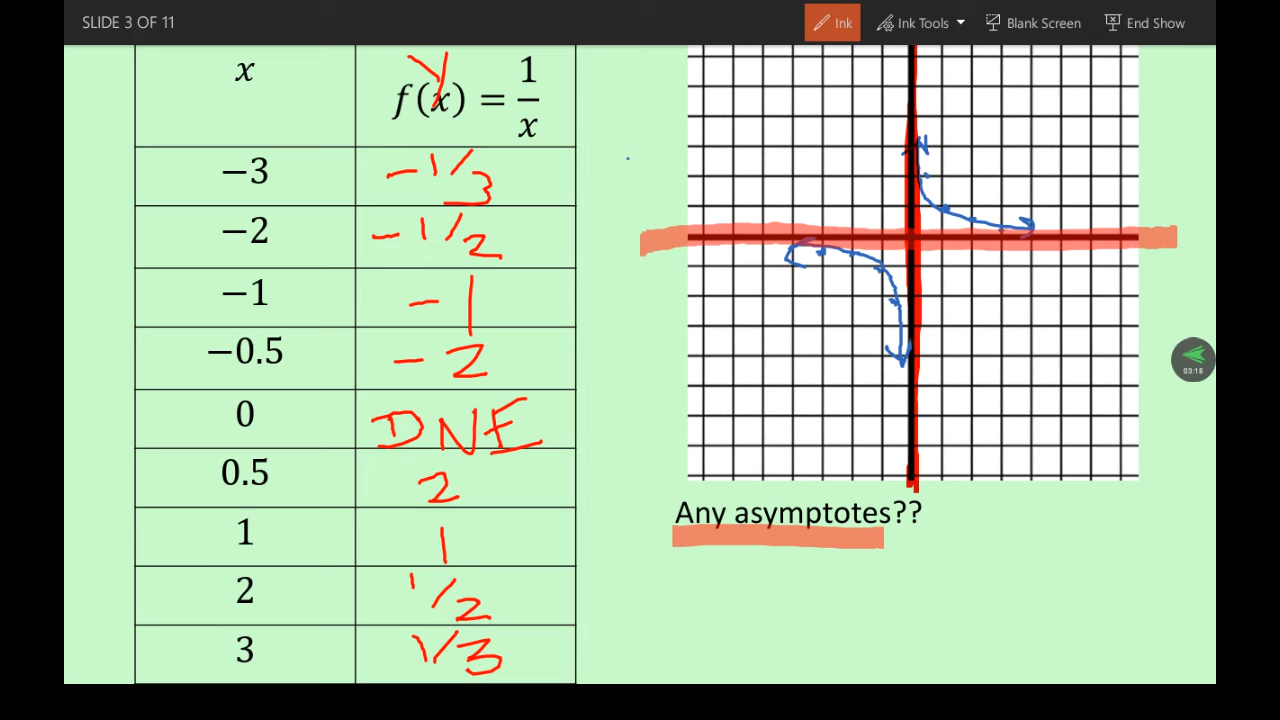 SLIDE 3 OF 11
Ink
Ink Tools
Blank Screen
End Show
x
y
f(x) = 1/x
−3
-1/3
−2
-1/2
−1
-1
−0.5
-2
0
DNE
0.5
2
1
1
2
1/2
3
1/3
03:18
Any asymptotes??